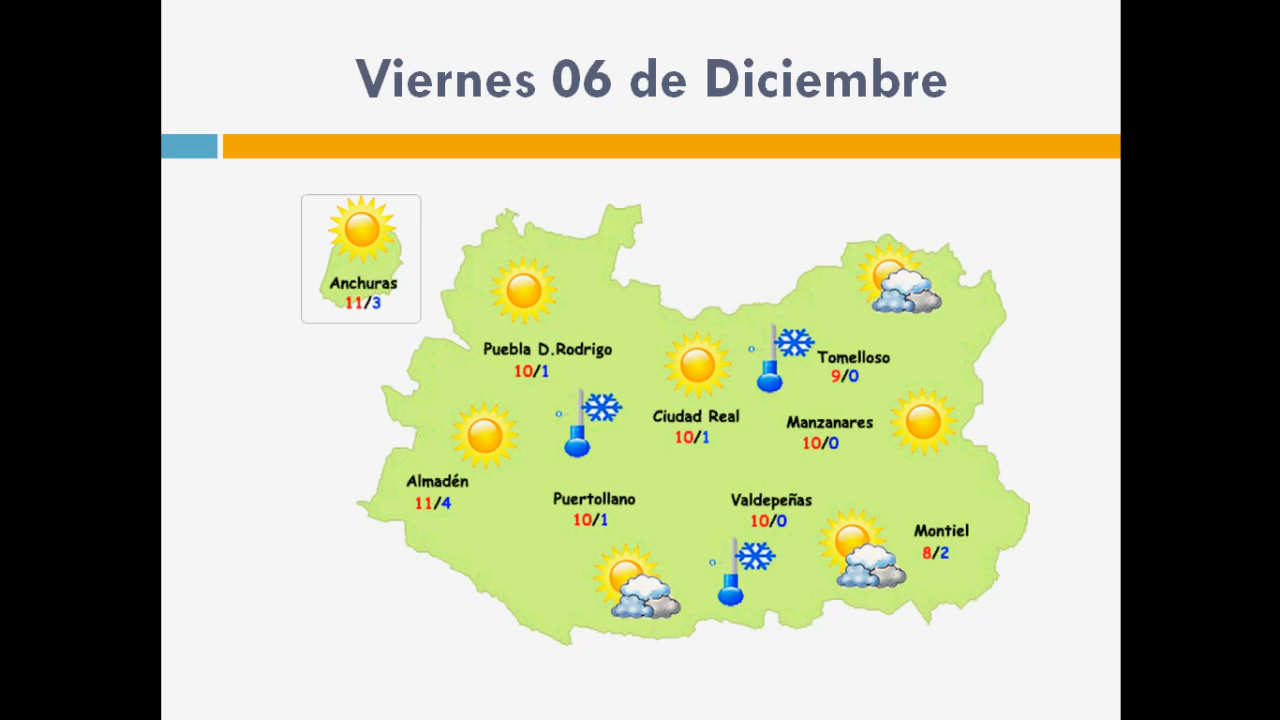 Viernes 06 de Diciembre
Anchuras
11/3
Puebla D.Rodrigo
10/1
Tomelloso
9/0
Ciudad Real
10/1
Manzanares
10/0
Almadén
11/4
Puertollano
10/1
Valdepeñas
10/0
Montiel
8/2